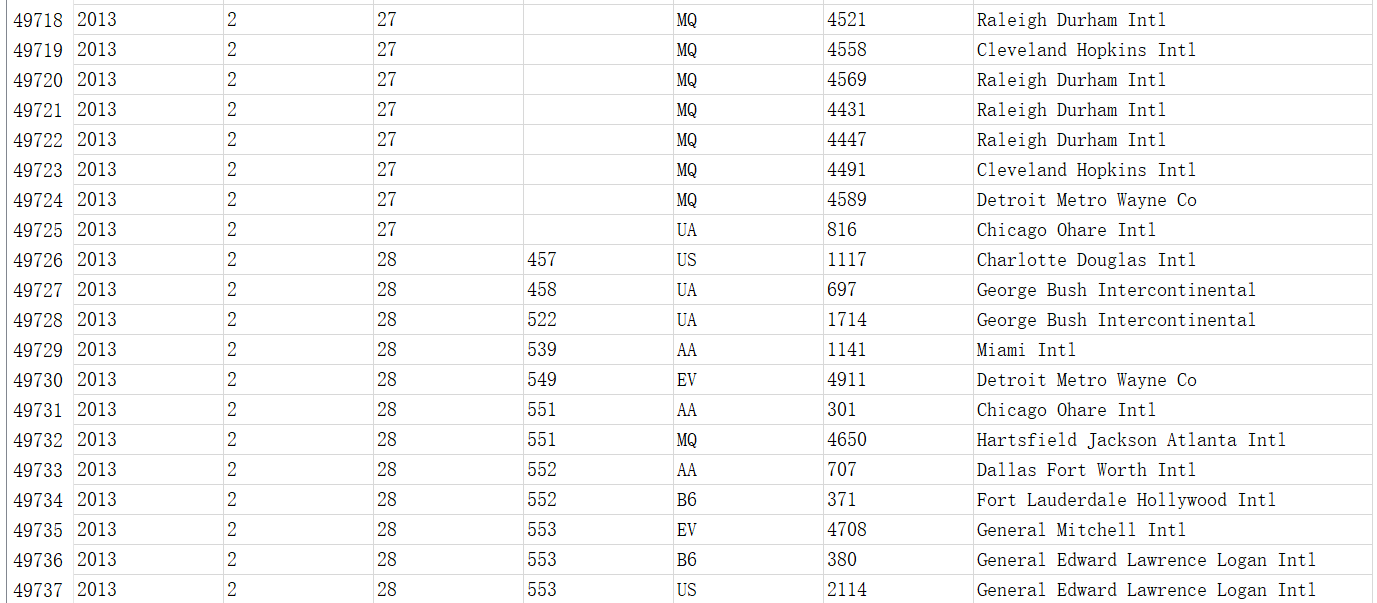 49718 2013 2 27 MQ 4521 Raleigh Durham Intl
49719 2013 2 27 MQ 4558 Cleveland Hopkins Intl
49720 2013 2 27 MQ 4569 Raleigh Durham Intl
49721 2013 2 27 MQ 4431 Raleigh Durham Intl
49722 2013 2 27 MQ 4447 Raleigh Durham Intl
49723 2013 2 27 MQ 4491 Cleveland Hopkins Intl
49724 2013 2 27 MQ 4589 Detroit Metro Wayne Co
49725 2013 2 27 UA 816 Chicago Ohare Intl
49726 2013 2 28 457 US 1117 Charlotte Douglas Intl
49727 2013 2 28 458 UA 697 George Bush Intercontinental
49728 2013 2 28 522 UA 1714 George Bush Intercontinental
49729 2013 2 28 539 AA 1141 Miami Intl
49730 2013 2 28 549 EV 4911 Detroit Metro Wayne Co
49731 2013 2 28 551 AA 301 Chicago Ohare Intl
49732 2013 2 28 551 MQ 4650 Hartsfield Jackson Atlanta Intl
49733 2013 2 28 552 AA 707 Dallas Fort Worth Intl
49734 2013 2 28 552 B6 371 Fort Lauderdale Hollywood Intl
49735 2013 2 28 553 EV 4708 General Mitchell Intl
49736 2013 2 28 553 B6 380 General Edward Lawrence Logan Intl
49737 2013 2 28 553 US 2114 General Edward Lawrence Logan Intl